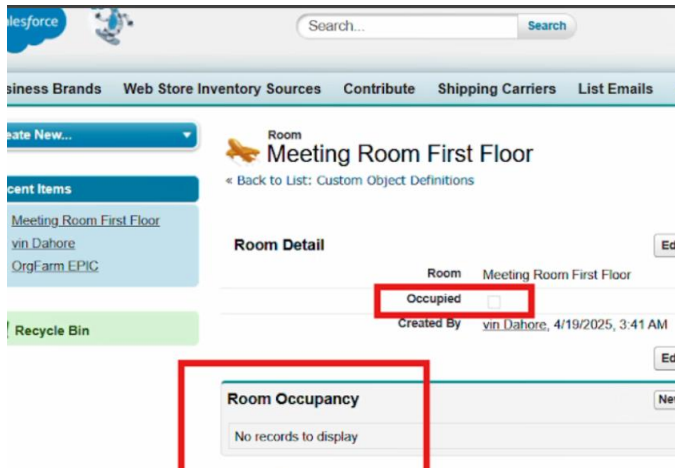 lesforce
Search...
Search
siness Brands Web Store Inventory Sources Contribute Shipping Carriers List Emails
eate New...
Room
Meeting Room First Floor
« Back to List: Custom Object Definitions
cent Items
Meeting Room First Floor
vin Dahore
OrgFarm EPIC
Recycle Bin
Room Detail
Ed
Room Meeting Room First Floor
Occupied
Created By vin Dahore, 4/19/2025, 3:41 AM
Ed
Room Occupancy
Ne
No records to display